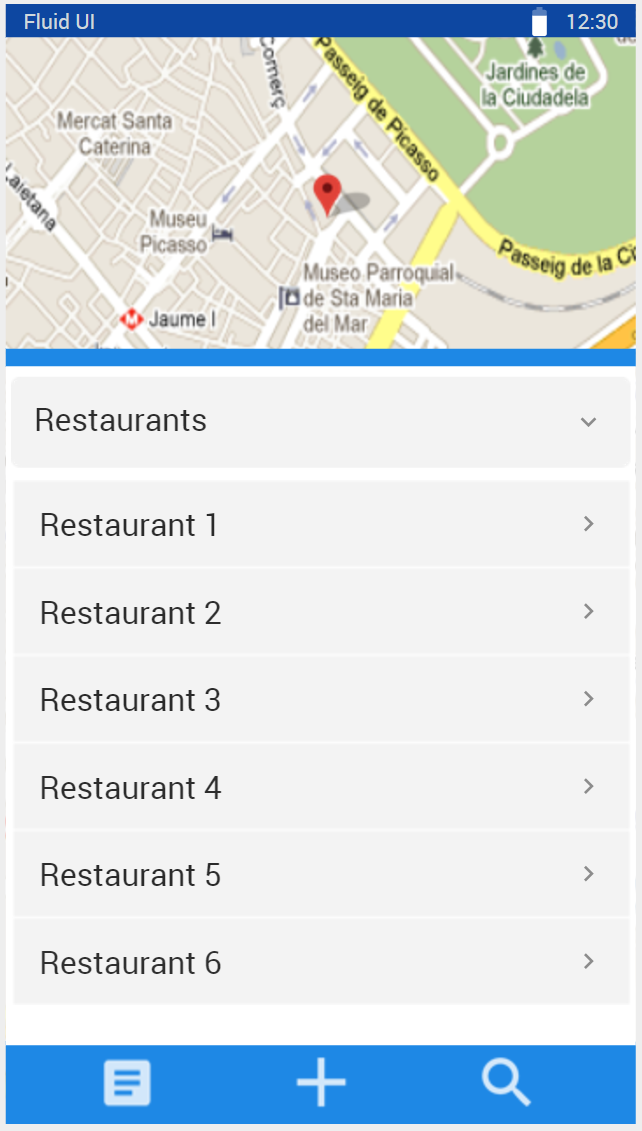 Fluid UI 12:30
Comerç
Passeig de Picasso
Jardines de
la Ciudadela
Mercat Santa
Caterina
Laietana
Museu
Picasso
Passeig de la Ci
Museo Parroquial
de Sta Maria
del Mar
Jaume I
Restaurants
Restaurant 1
Restaurant 2
Restaurant 3
Restaurant 4
Restaurant 5
Restaurant 6